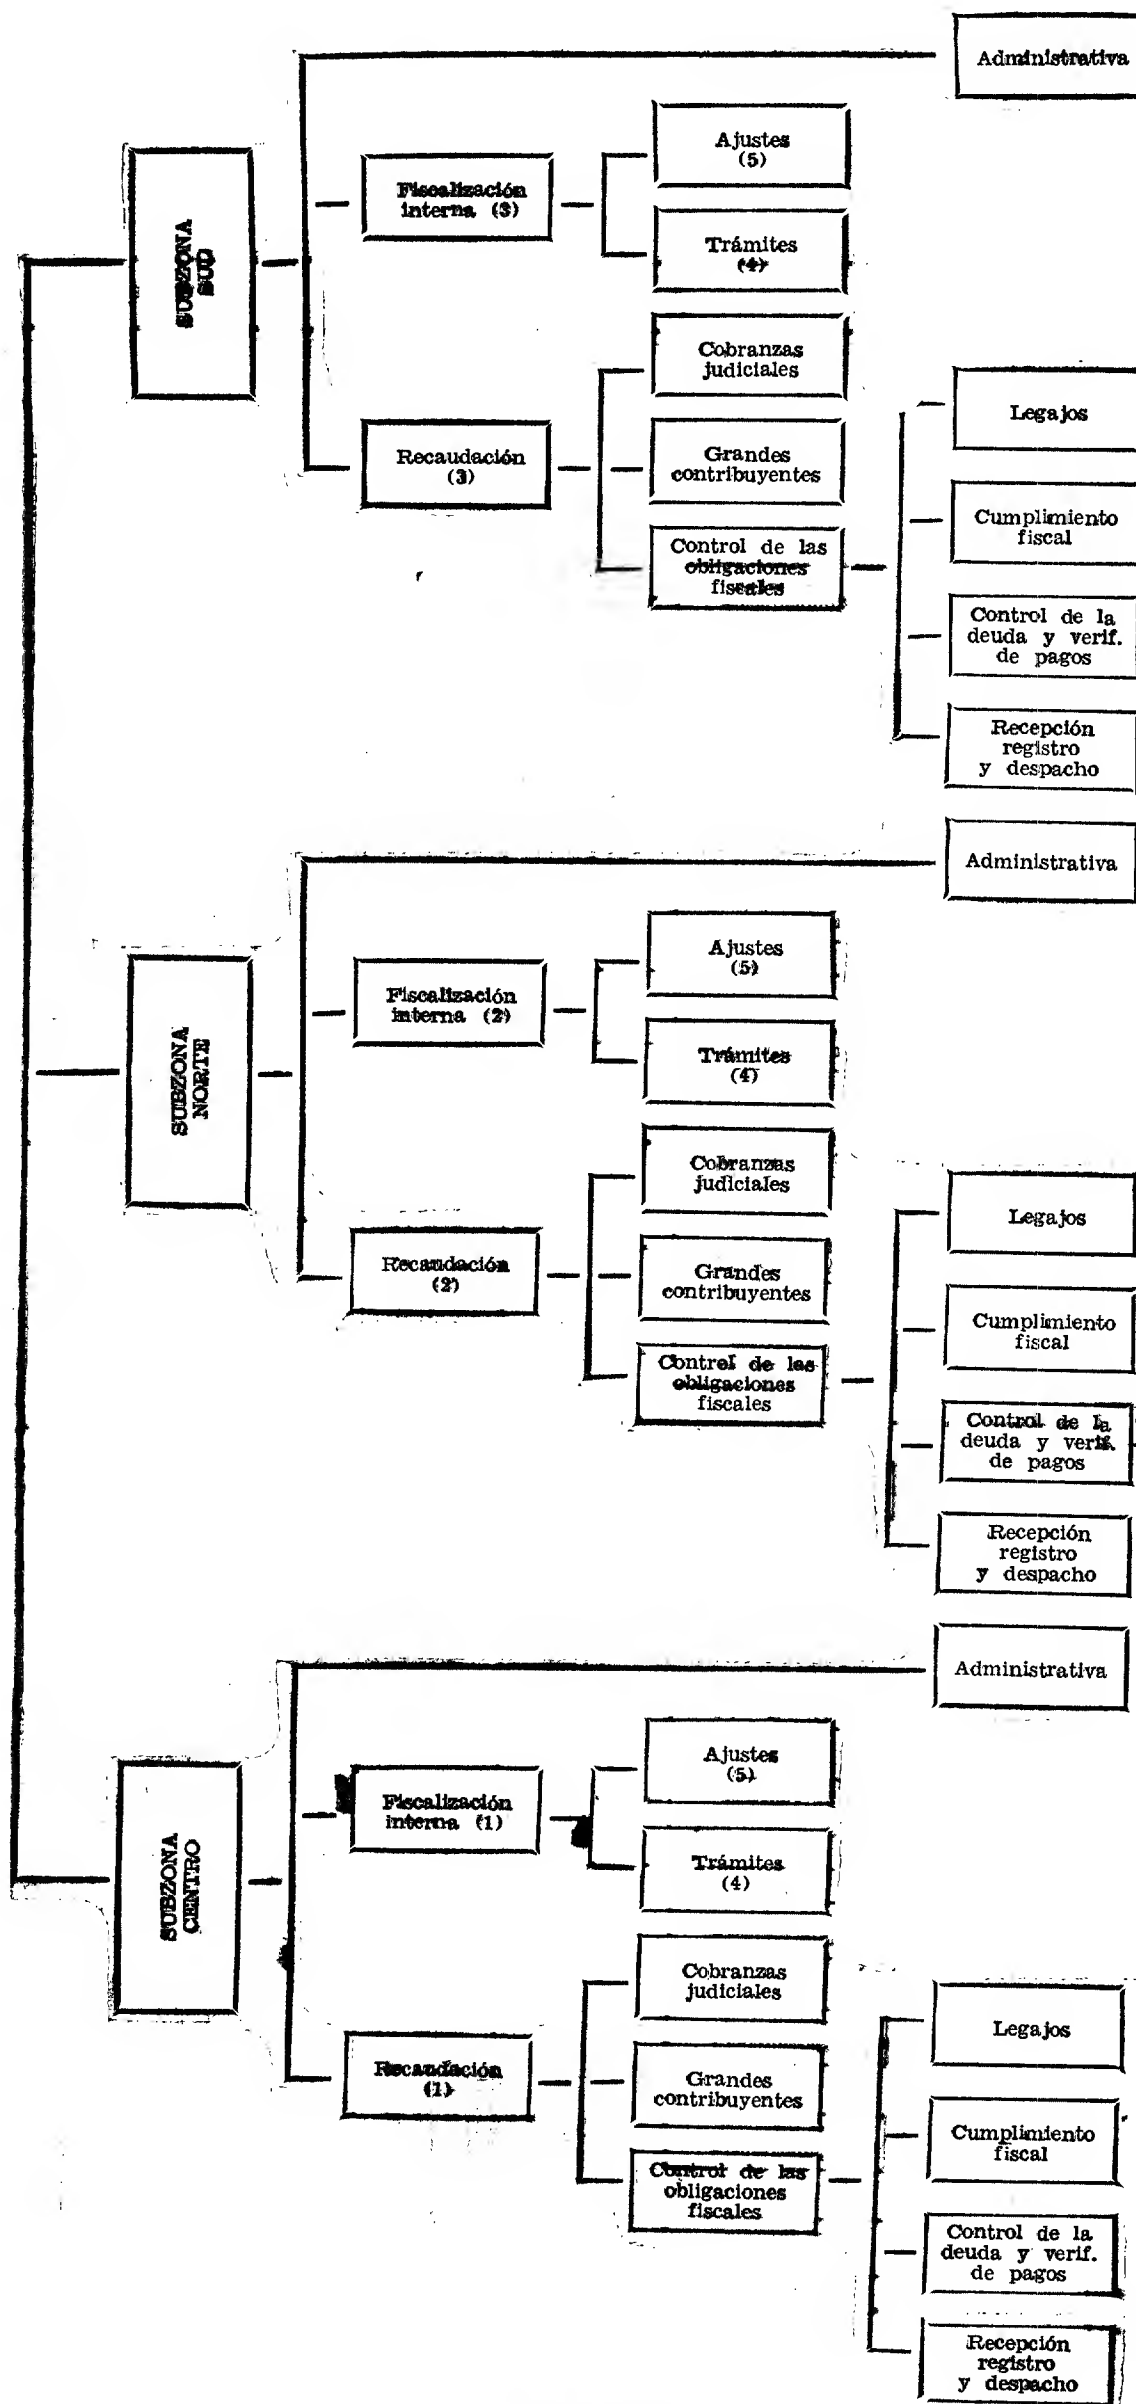 Administrativa
SUBZONA
SUD
Fiscalización
interna (3)
Ajustes
(5)
Trámites
(4)
Recaudación
(3)
Cobranzas
judiciales
Grandes
contribuyentes
Control de las
obligaciones
fiscales
Legajos
Cumplimiento
fiscal
Control de la
deuda y verif.
de pagos
Recepción
registro
y despacho
Administrativa
SUBZONA
NORTE
Fiscalización
interna (2)
Ajustes
(5)
Trámites
(4)
Recaudación
(2)
Cobranzas
judiciales
Grandes
contribuyentes
Control de las
obligaciones
fiscales
Legajos
Cumplimiento
fiscal
Control de la
deuda y verif.
de pagos
Recepción
registro
y despacho
Administrativa
SUBZONA
CENTRO
Fiscalización
interna (1)
Ajustes
(5)
Trámites
(4)
Recaudación
(1)
Cobranzas
judiciales
Grandes
contribuyentes
Control de las
obligaciones
fiscales
Legajos
Cumplimiento
fiscal
Control de la
deuda y verif.
de pagos
Recepción
registro
y despacho